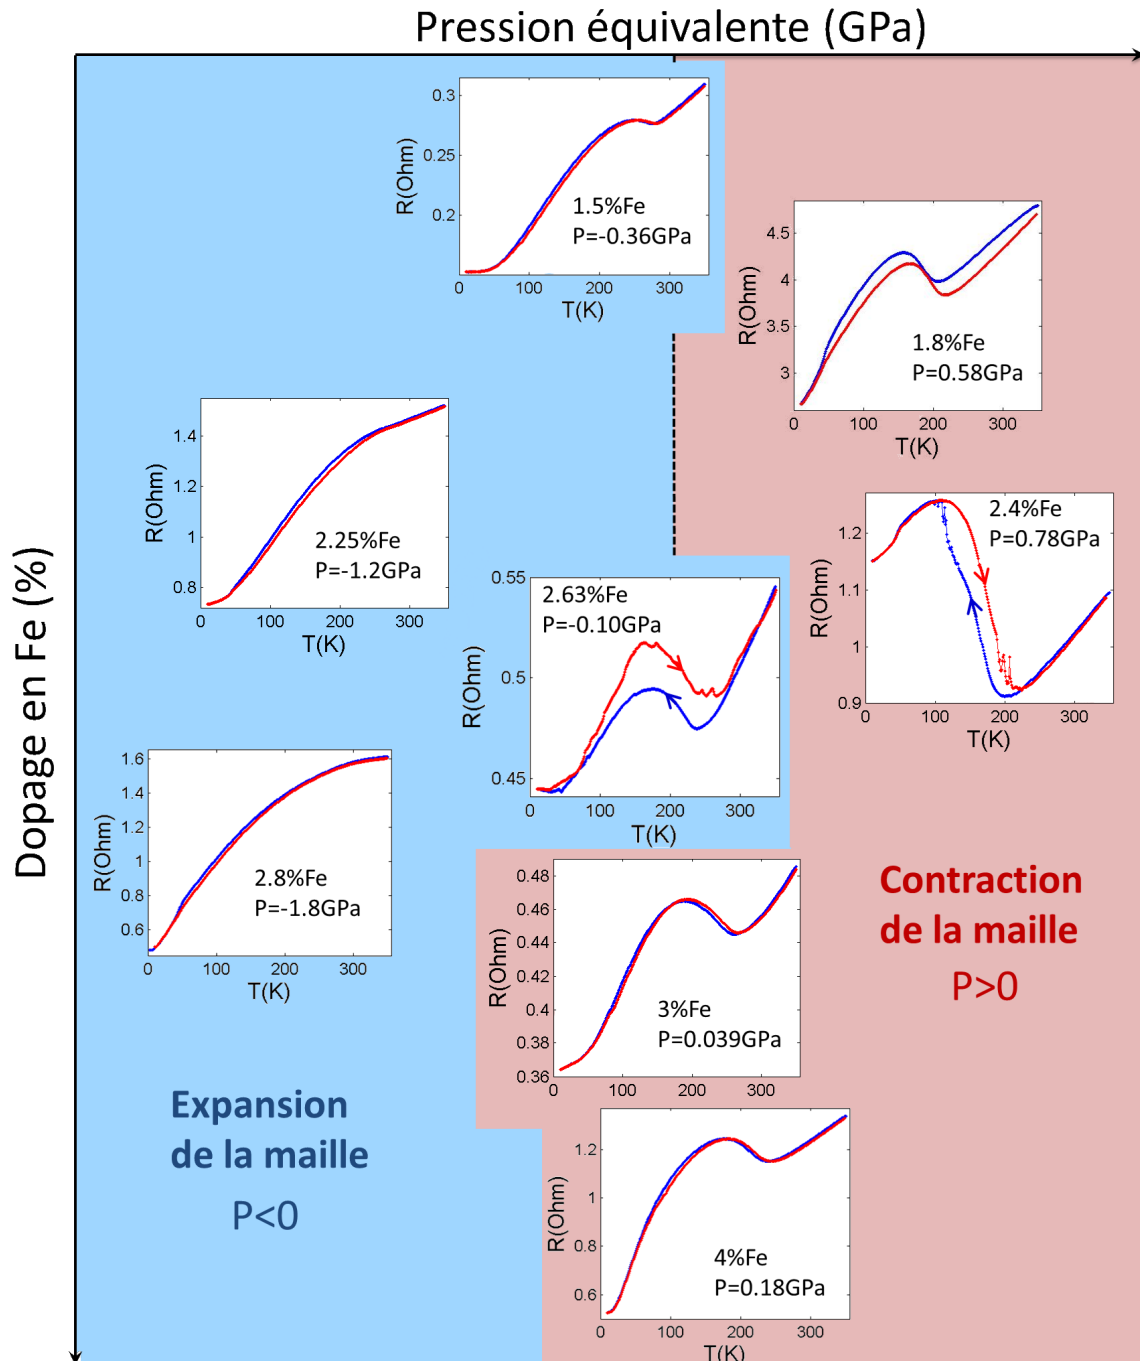 Pression équivalente (GPa)
Dopage en Fe (%)
0.3
0.25
0.2
R(Ohm)
1.5%Fe
P=-0.36GPa
0 100 200 300
T(K)
4.5
4
3.5
3
R(Ohm)
1.8%Fe
P=0.58GPa
0 100 200 300
T(K)
1.4
1.2
1
0.8
R(Ohm)
2.25%Fe
P=-1.2GPa
0 100 200 300
T(K)
1.2
1.1
1
0.9
R(Ohm)
2.4%Fe
P=0.78GPa
0 100 200 300
T(K)
0.55
0.5
0.45
R(Ohm)
2.63%Fe
P=-0.10GPa
0 100 200 300
T(K)
1.6
1.4
1.2
1
0.8
0.6
R(Ohm)
2.8%Fe
P=-1.8GPa
0 100 200 300
T(K)
0.48
0.46
0.44
0.42
0.4
0.38
0.36
R(Ohm)
3%Fe
P=0.039GPa
0 100 200 300
T(K)
Contraction
de la maille
P>0
Expansion
de la maille
P<0
1.2
1
0.8
0.6
R(Ohm)
4%Fe
P=0.18GPa
0 100 200 300
T(K)